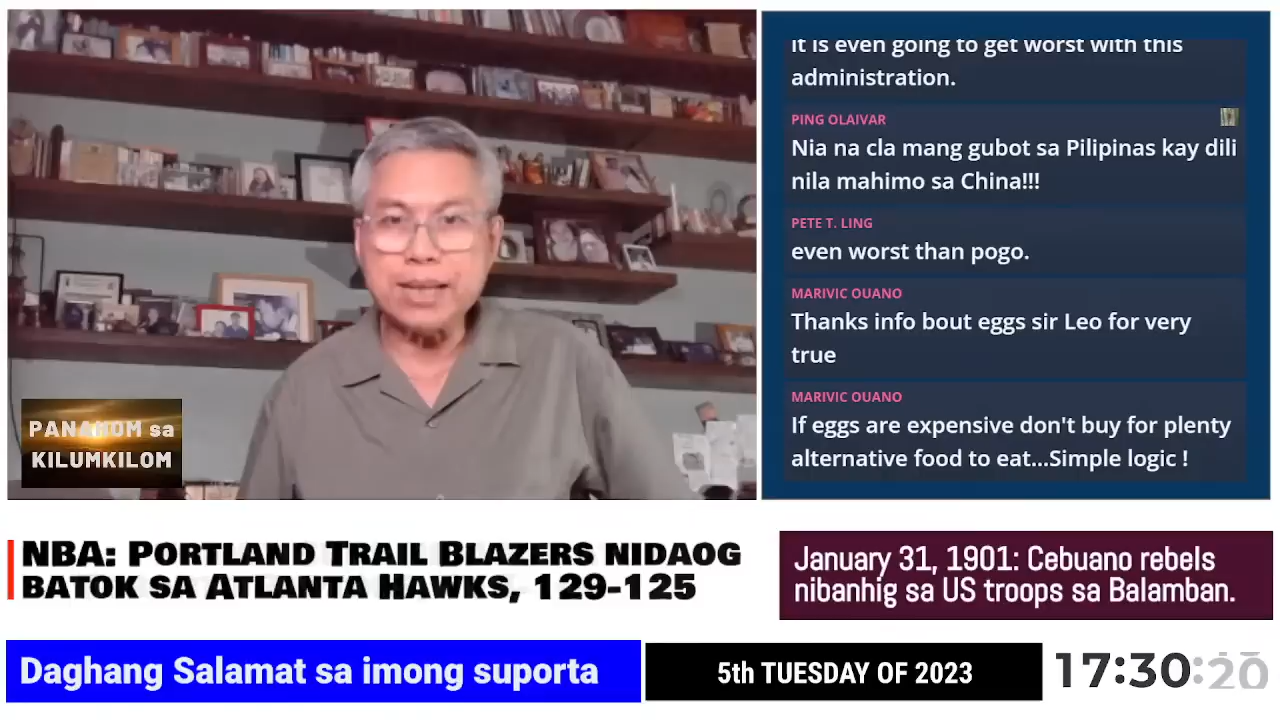 PANAHOM sa
KILUMKILOM
it is even going to get worst with this
administration.
PING OLAIVAR
Nia na cla mang gubot sa Pilipinas kay dili
nila mahimo sa China!!!
PETE T. LING
even worst than pogo.
MARIVIC OUANO
Thanks info bout eggs sir Leo for very
true
MARIVIC OUANO
If eggs are expensive don't buy for plenty
alternative food to eat...Simple logic !
NBA: PORTLAND TRAIL BLAZERS NIDAOG
BATOK SA ATLANTA HAWKS, 129-125
January 31, 1901: Cebuano rebels
nibanhig sa US troops sa Balamban.
Daghang Salamat sa imong suporta
5th TUESDAY OF 2023
17:30:20